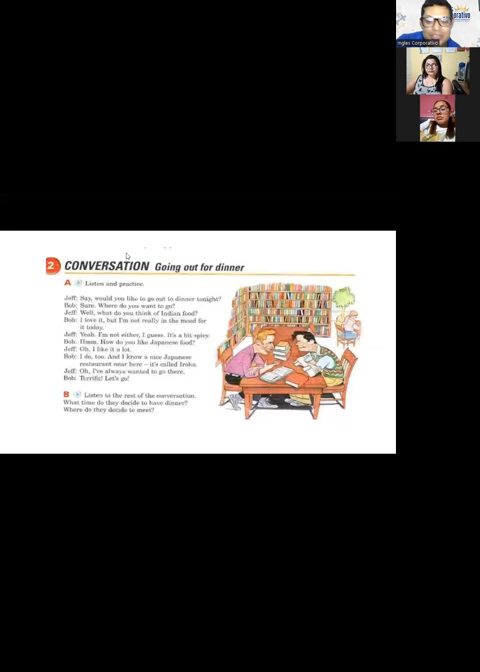 orativo
Ingles Corporativo
2 CONVERSATION Going out for dinner
A Listen and practice.
Jeff: Say, would you like to go out to dinner tonight?
Bob: Sure. Where do you want to go?
Jeff: Well, what do you think of Indian food?
Bob: I love it, but I'm not really in the mood for
it today.
Jeff: Yeah. I'm not either, I guess. It's a bit spicy.
Bob: Hmm. How do you like Japanese food?
Jeff: Oh, I like it a lot.
Bob: I do, too. And I know a nice Japanese
restaurant near here – it's called Iroha.
Jeff: Oh, I've always wanted to go there.
Bob: Terrific! Let's go!
B Listen to the rest of the conversation.
What time do they decide to have dinner?
Where do they decide to meet?